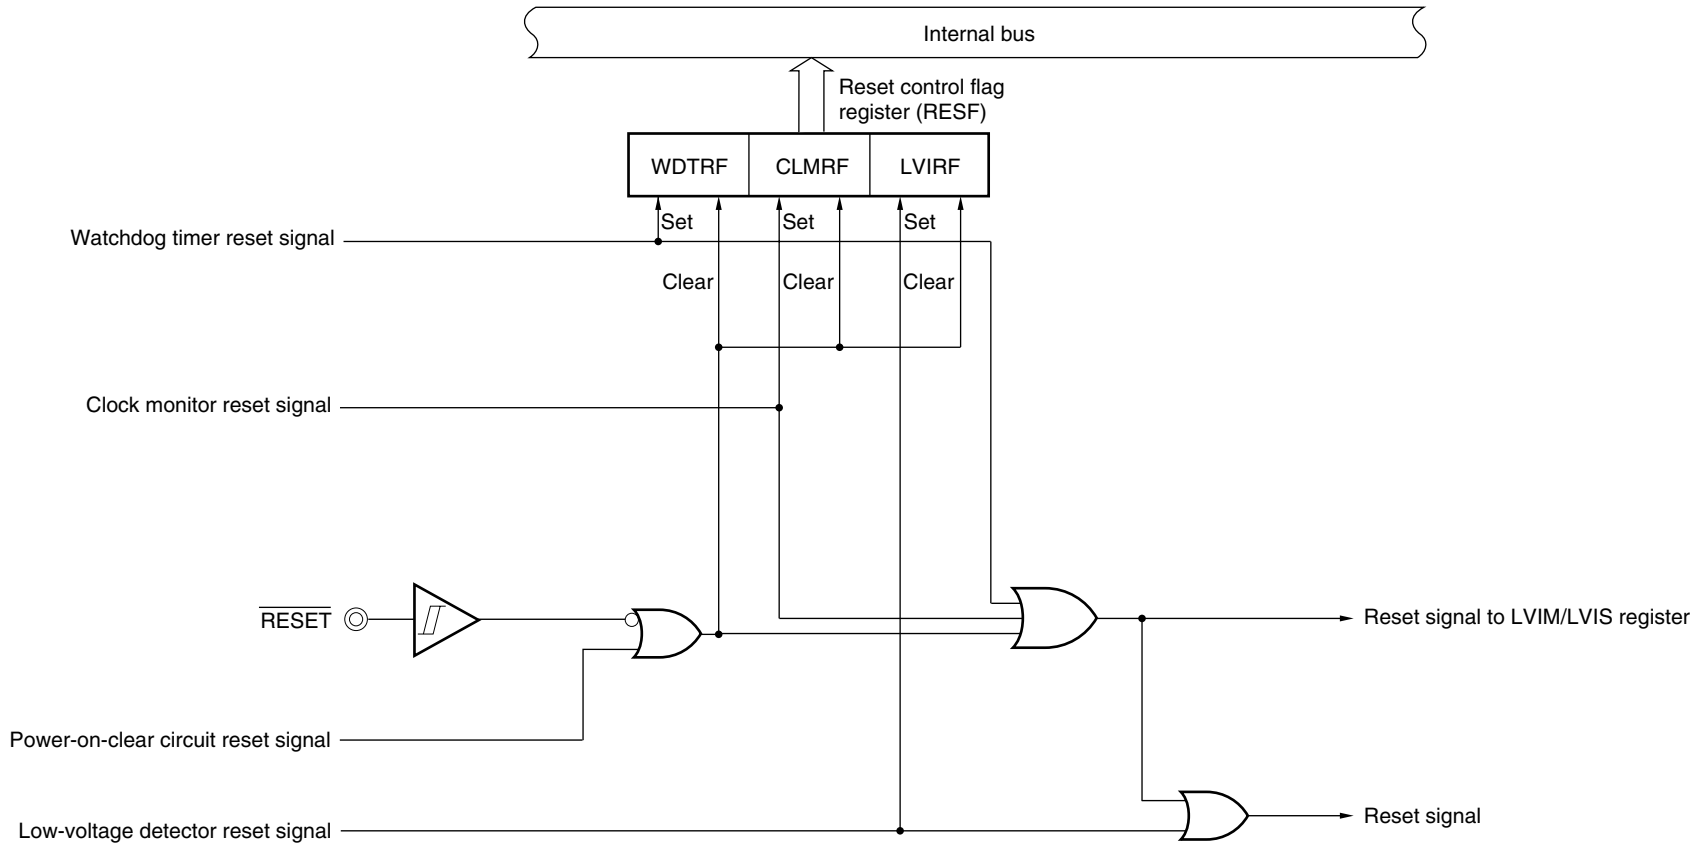 Internal bus
Reset control flag
register (RESF)
WDTRF
CLMRF
LVIRF
Set
Set
Set
Watchdog timer reset signal
Clear
Clear
Clear
Clock monitor reset signal
RESET
Reset signal to LVIM/LVIS register
Power-on-clear circuit reset signal
Reset signal
Low-voltage detector reset signal